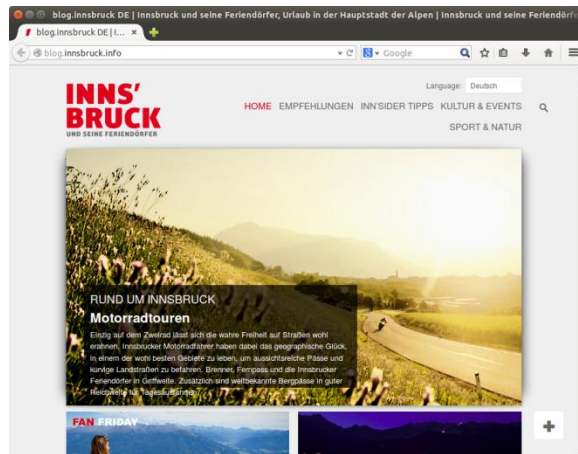 blog.innsbruck DE | Innsbruck und seine Feriendörfer, Urlaub in der Hauptstadt der Alpen | Innsbruck und seine Feriendörf
blog.innsbruck DE | I...
blog.innsbruck.info
Google
Language: Deutsch
INNS'
BRUCK
UND SEINE FERIENDÖRFER
HOME EMPFEHLUNGEN INN'SIDER TIPPS KULTUR & EVENTS
SPORT & NATUR
RUND UM INNSBRUCK
Motorradtouren
Einzig auf dem Zweirad lässt sich die wahre Freiheit auf Straßen wohl
erahnen. Innsbrucker Motorradfahrer haben dabei das geographische Glück,
in einem der wohl besten Gebiete zu leben, um aussichtsreiche Pässe und
kurvige Landstraßen zu befahren. Brenner, Fernpass und die Innsbrucker
Feriendörfer in Griffweite. Zusätzlich sind weltbekannte Bergpässe in guter
Reichweite für Tagesausfahrten.
FAN FRIDAY